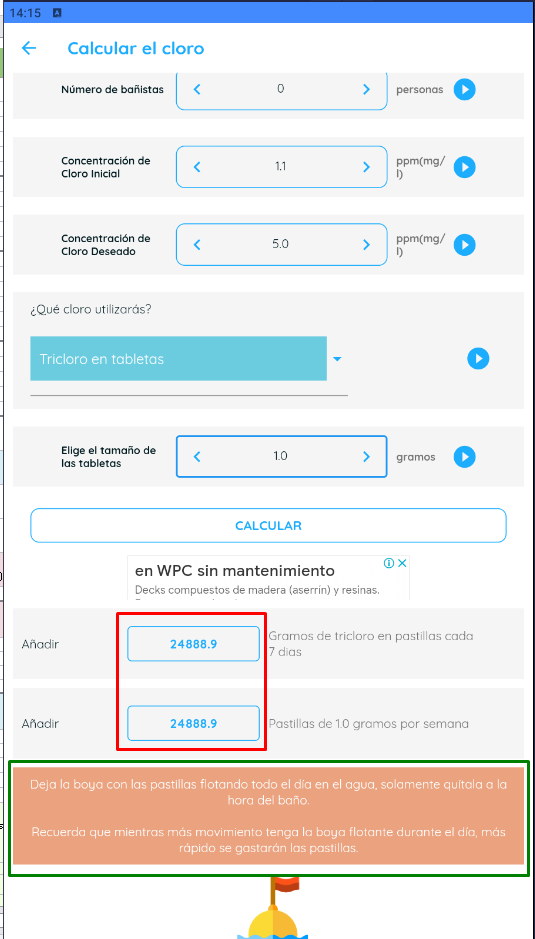 14:15 A
Calcular el cloro
Número de bañistas
0
personas
Concentración de
Cloro Inicial
1.1
ppm(mg/
l)
Concentración de
Cloro Deseado
5.0
ppm(mg/
l)
¿Qué cloro utilizarás?
Tricloro en tabletas
Elige el tamaño de
las tabletas
1.0
gramos
CALCULAR
en WPC sin mantenimiento
Decks compuestos de madera (aserrin) y resinas.
Añadir
24888.9
Gramos de tricloro en pastillas cada
7 dias
Añadir
24888.9
Pastillas de 1.0 gramos por semana
Deja la boya con las pastillas flotando todo el día en el agua, solamente quítala a la
hora del baño.
Recuerda que mientras más movimiento tenga la boya flotante durante el día, más
rápido se gastarán las pastillas.